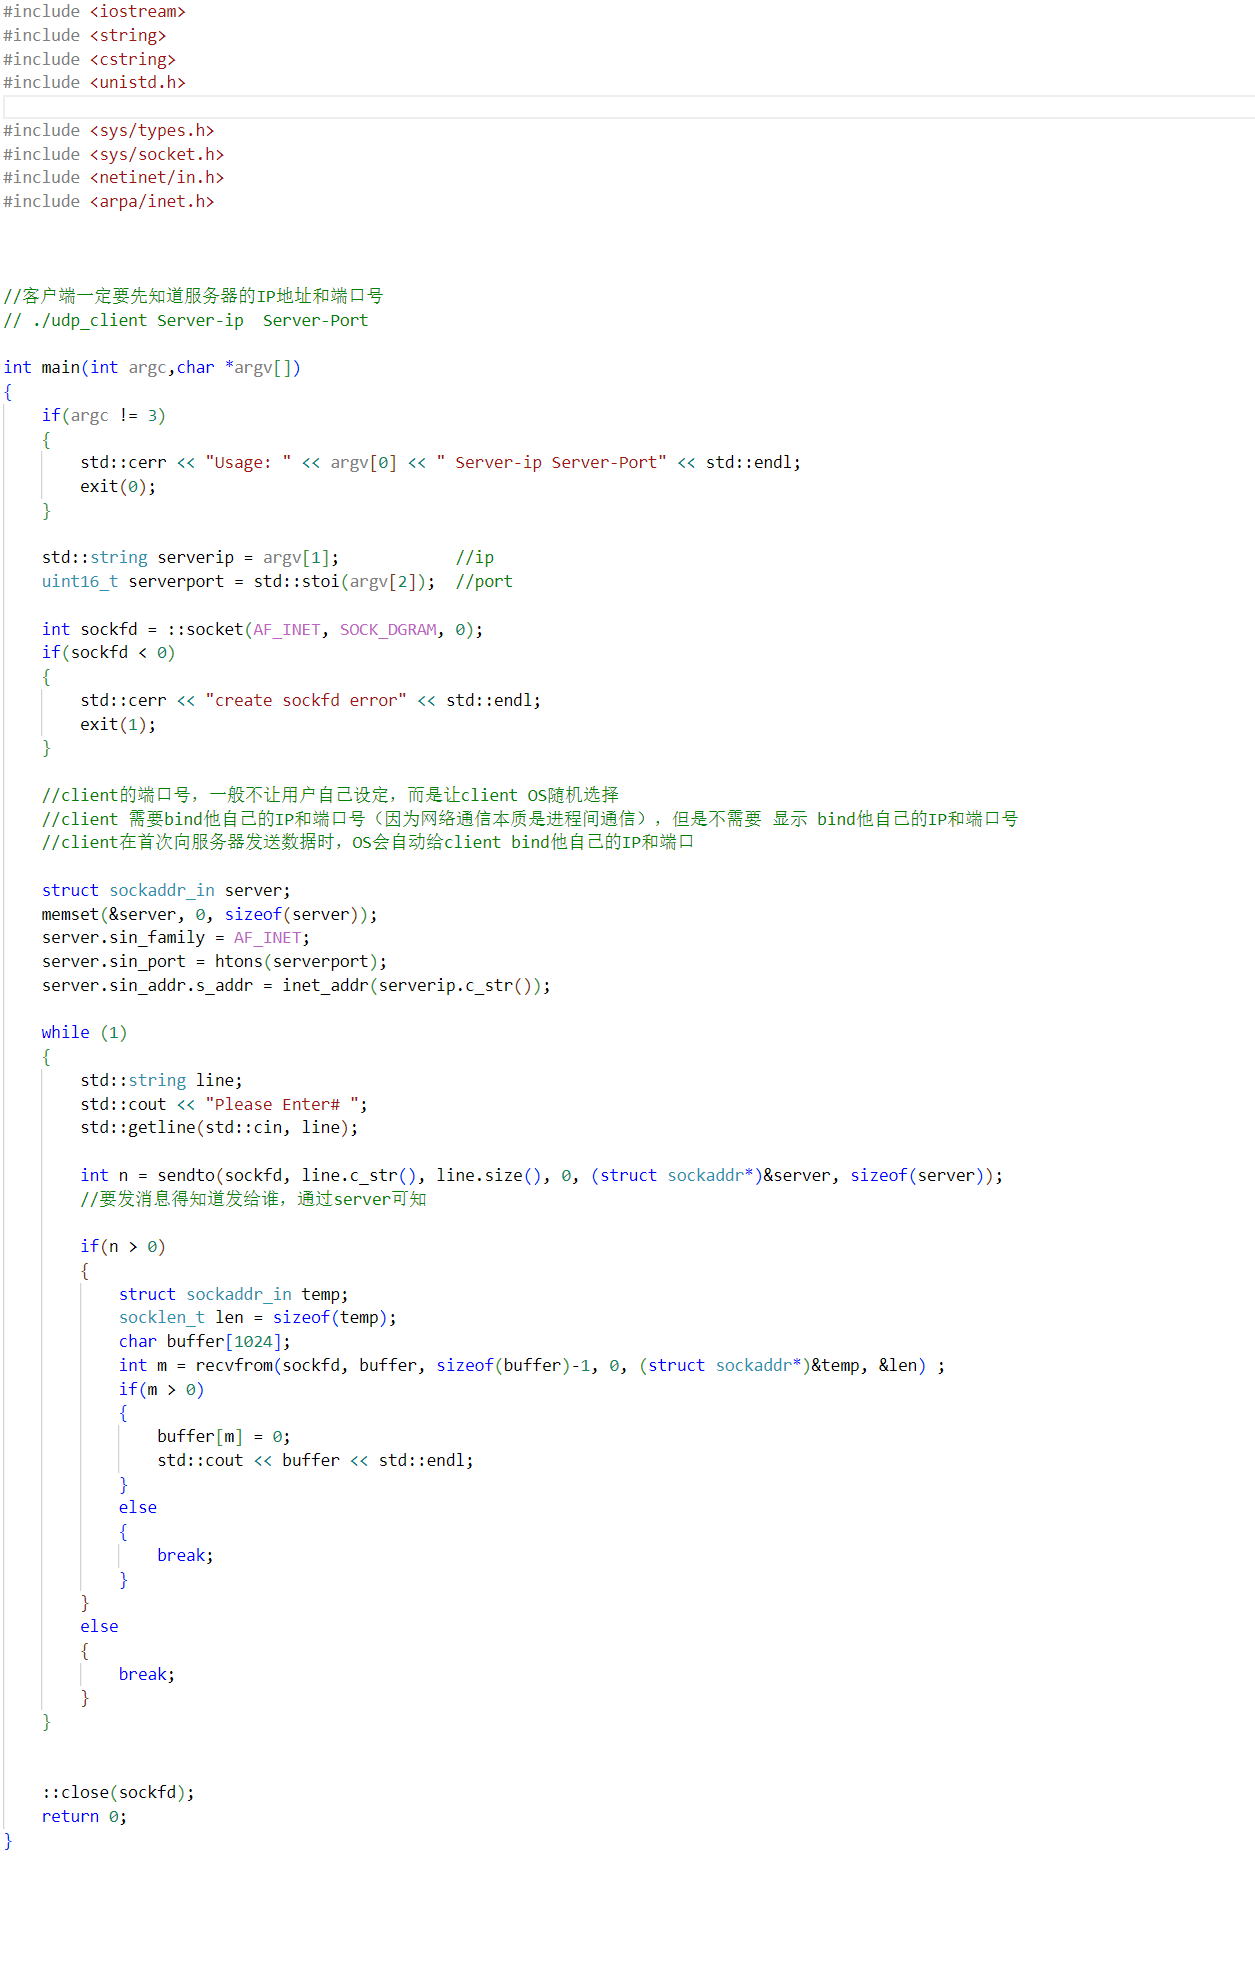 #include <iostream>
#include <string>
#include <cstring>
#include <unistd.h>
#include <sys/types.h>
#include <sys/socket.h>
#include <netinet/in.h>
#include <arpa/inet.h>
//客户端一定要先知道服务器的IP地址和端口号
// ./udp_client Server-ip  Server-Port
int main(int argc,char *argv[])
{
    if(argc != 3)
    {
        std::cerr << "Usage: " << argv[0] << " Server-ip Server-Port" << std::endl;
        exit(0);
    }
    std::string serverip = argv[1];            //ip
    uint16_t serverport = std::stoi(argv[2]);  //port
    int sockfd = ::socket(AF_INET, SOCK_DGRAM, 0);
    if(sockfd < 0)
    {
        std::cerr << "create sockfd error" << std::endl;
        exit(1);
    }
    //client的端口号，一般不让用户自己设定，而是让client OS随机选择
    //client 需要bind他自己的IP和端口号（因为网络通信本质是进程间通信），但是不需要 显示 bind他自己的IP和端口号
    //client在首次向服务器发送数据时，OS会自动给client bind他自己的IP和端口
    struct sockaddr_in server;
    memset(&server, 0, sizeof(server));
    server.sin_family = AF_INET;
    server.sin_port = htons(serverport);
    server.sin_addr.s_addr = inet_addr(serverip.c_str());
    while (1)
    {
        std::string line;
        std::cout << "Please Enter# ";
        std::getline(std::cin, line);
        int n = sendto(sockfd, line.c_str(), line.size(), 0, (struct sockaddr*)&server, sizeof(server));
        //要发消息得知道发给谁，通过server可知
        if(n > 0)
        {
            struct sockaddr_in temp;
            socklen_t len = sizeof(temp);
            char buffer[1024];
            int m = recvfrom(sockfd, buffer, sizeof(buffer)-1, 0, (struct sockaddr*)&temp, &len) ;
            if(m > 0)
            {
                buffer[m] = 0;
                std::cout << buffer << std::endl;
            }
            else
            {
                break;
            }
        }
        else
        {
            break;
        }
    }
    ::close(sockfd);
    return 0;
}